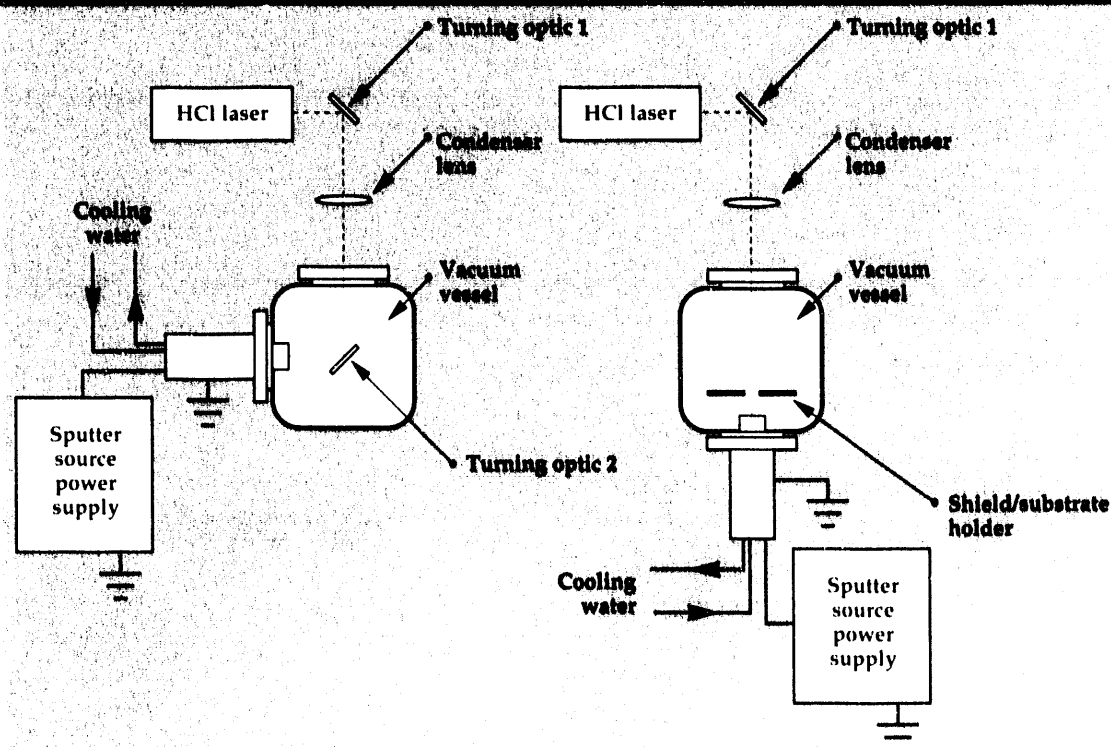 Turning optic 1
HCl laser
Condenser
lens
Cooling
water
Vacuum
vessel
Sputter
source
power
supply
Turning optic 2
Turning optic 1
HCl laser
Condenser
lens
Vacuum
vessel
Shield/substrate
holder
Cooling
water
Sputter
source
power
supply